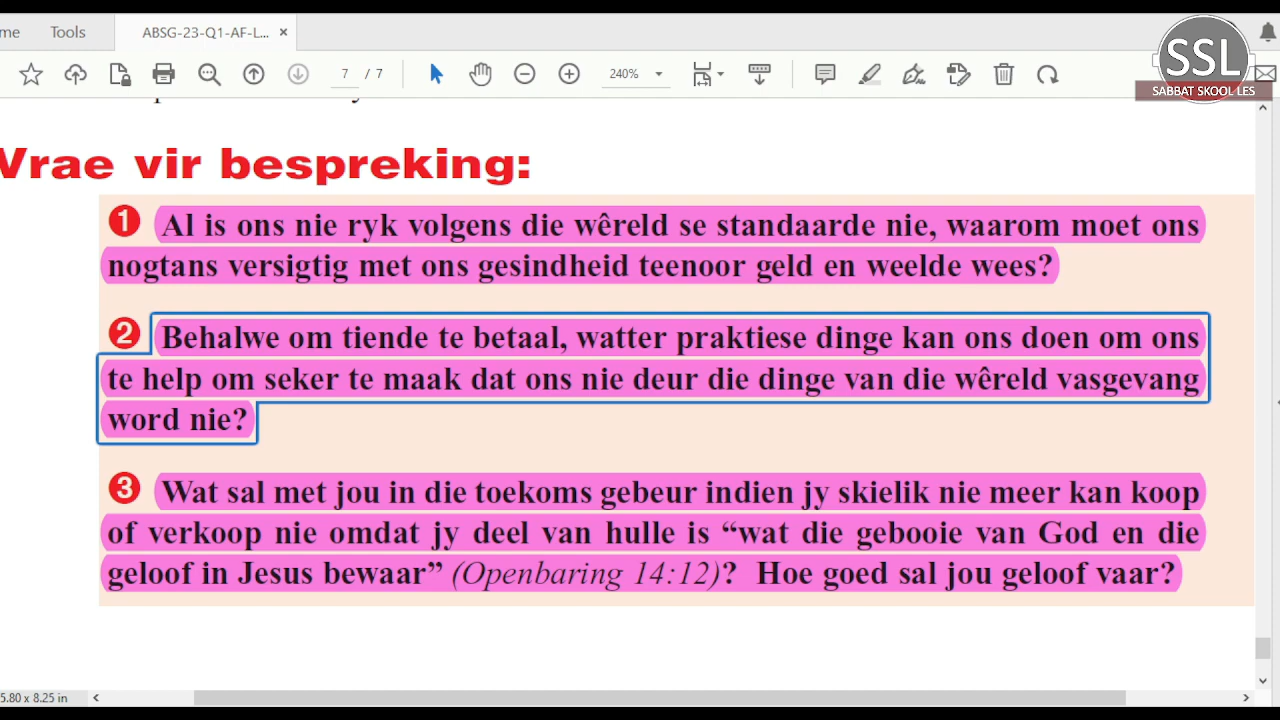 me Tools ABSG-23-Q1-AF-L... ×
SSL
SABBAT SKOOL LES
7 / 7 240%
Vrae vir bespreking:
1 Al is ons nie ryk volgens die wêreld se standaarde nie, waarom moet ons
nogtans versigtig met ons gesindheid teenoor geld en weelde wees?
2 Behalwe om tiende te betaal, watter praktiese dinge kan ons doen om ons
te help om seker te maak dat ons nie deur die dinge van die wêreld vasgevang
word nie?
3 Wat sal met jou in die toekoms gebeur indien jy skielik nie meer kan koop
of verkoop nie omdat jy deel van hulle is “wat die gebooie van God en die
geloof in Jesus bewaar” (Openbaring 14:12)? Hoe goed sal jou geloof vaar?
5.80 x 8.25 in